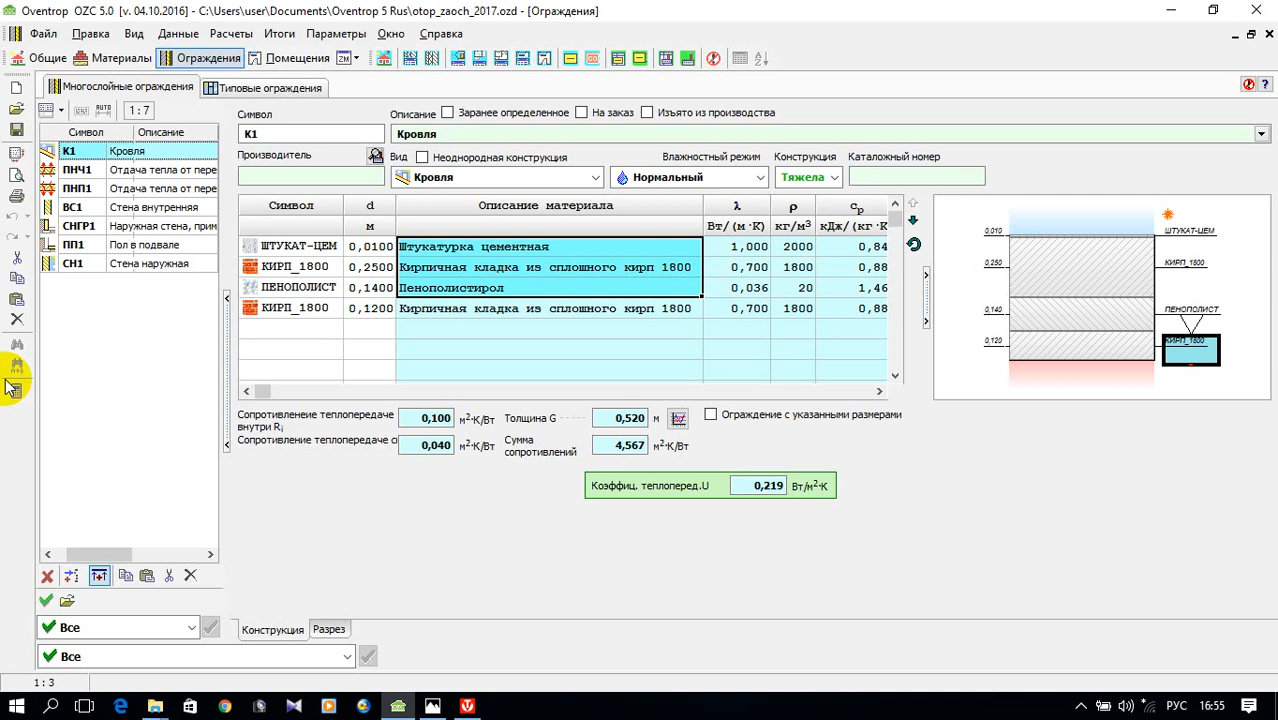 Oventrop OZC 5.0 [v. 04.10.2016] - C:\Users\user\Documents\Oventrop 5 Rus\otop_zaoch_2017.ozd - [Ограждения]
Файл Правка Вид Данные Расчеты Итоги Параметры Окно Справка
Общие Материалы Ограждения Помещения 2М
Многослойные ограждения Типовые ограждения
AUTO 1:7
Символ Описание
K1 Кровля
ПНЧ1 Отдача тепла от пере
ПНП1 Отдача тепла от пере
ВС1 Стена внутренняя
СНГР1 Наружная стена, прим
ПП1 Пол в подвале
СН1 Стена наружная
Все
Все
Символ Описание Заранее определенное На заказ Изъято из производства
K1 Кровля
Производитель Вид Неоднородная конструкция Влажностный режим Конструкция Каталожный номер
Кровля Нормальный Тяжела
Символ d Описание материала λ ρ cp
м Вт/(м·К) кг/м3 кДж/(кг·К
ШТУКАТ-ЦЕМ 0,0100 Штукатурка цементная 1,000 2000 0,84
КИРП_1800 0,2500 Кирпичная кладка из сплошного кирп 1800 0,700 1800 0,88
ПЕНОПОЛИСТ 0,1400 Пенополистирол 0,036 20 1,46
КИРП_1800 0,1200 Кирпичная кладка из сплошного кирп 1800 0,700 1800 0,88
0,010 ШТУКАТ-ЦЕМ
0,250 КИРП_1800
0,140 ПЕНОПОЛИСТ
0,120 КИРП_1800
Сопротивлениеие теплопередаче внутри Ri 0,100 м2·К/Вт Толщина G 0,520 м Ограждение с указанными размерами
Сопротивление теплопередаче с 0,040 м2·К/Вт Сумма сопротивлений 4,567 м2·К/Вт
Коэффиц. теплоперед.U 0,219 Вт/м2·К
Конструкция Разрез
1 : 3
РУС 16:55